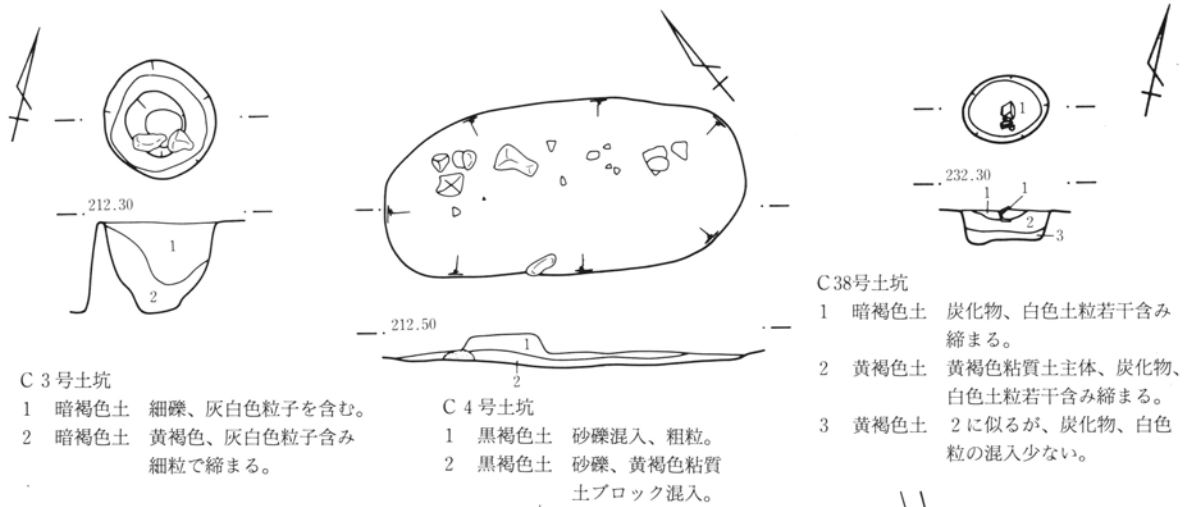 212.30
1
2
C3号土坑
1 暗褐色土 細礫、灰白色粒子を含む。
2 暗褐色土 黄褐色、灰白色粒子含み
細粒で締まる。
212.50
1
2
C4号土坑
1 黒褐色土 砂礫混入、粗粒。
2 黒褐色土 砂礫、黄褐色粘質
土ブロック混入。
1
232.30
1
1
2
3
C38号土坑
1 暗褐色土 炭化物、白色土粒若干含み
締まる。
2 黄褐色土 黄褐色粘質土主体、炭化物、
白色土粒若干含み締まる。
3 黄褐色土 2に似るが、炭化物、白色
粒の混入少ない。